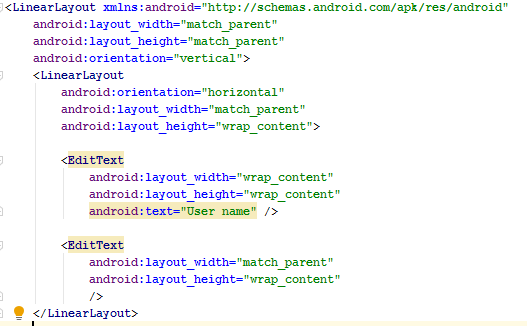 <LinearLayout xmlns:android="http://schemas.android.com/apk/res/android"
    android:layout_width="match_parent"
    android:layout_height="match_parent"
    android:orientation="vertical">
    <LinearLayout
        android:orientation="horizontal"
        android:layout_width="match_parent"
        android:layout_height="wrap_content">

        <EditText
            android:layout_width="wrap_content"
            android:layout_height="wrap_content"
            android:text="User name" />

        <EditText
            android:layout_width="match_parent"
            android:layout_height="wrap_content"
            />
    </LinearLayout>